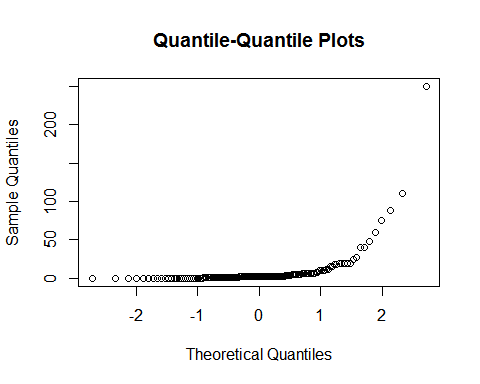 Quantile-Quantile Plots
Sample Quantiles
200
100
50
0
-2 -1 0 1 2
Theoretical Quantiles